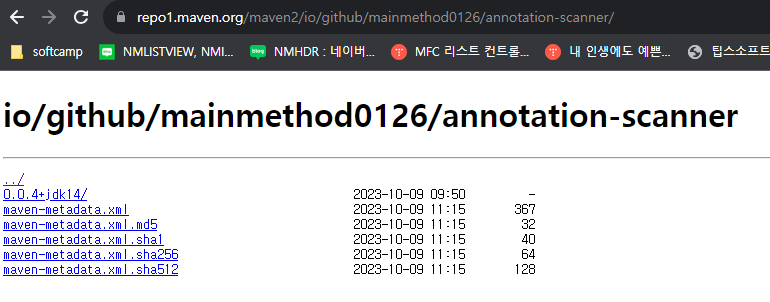 repo1.maven.org/maven2/io/github/mainmethod0126/annotation-scanner/
softcamp NMLISTVIEW, NMI... NMHDR : 네이버... MFC 리스트 컨트롤... 내 인생에도 예쁜... 팁스소프트
io/github/mainmethod0126/annotation-scanner
../
0.0.4+jdk14/ 2023-10-09 09:50 -
maven-metadata.xml 2023-10-09 11:15 367
maven-metadata.xml.md5 2023-10-09 11:15 32
maven-metadata.xml.sha1 2023-10-09 11:15 40
maven-metadata.xml.sha256 2023-10-09 11:15 64
maven-metadata.xml.sha512 2023-10-09 11:15 128